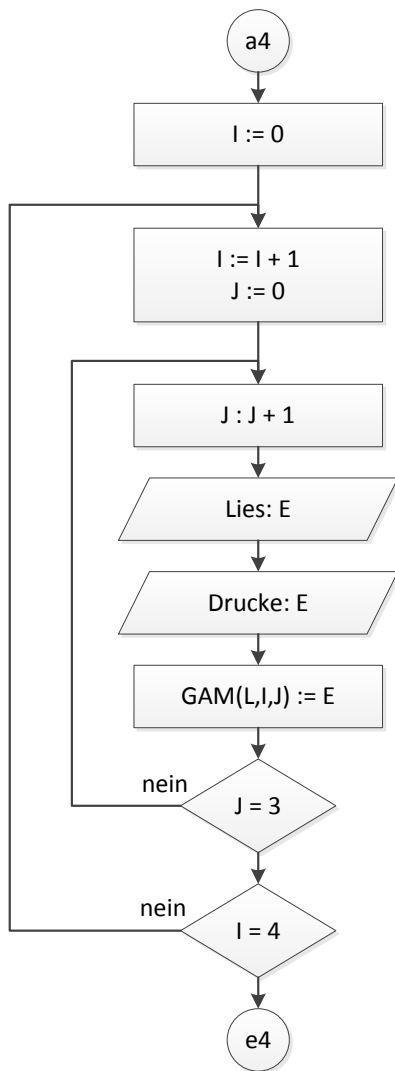 a4
I := 0
I := I + 1
J := 0
J : J + 1
Lies: E
Drucke: E
GAM(L,I,J) := E
nein
J = 3
nein
I = 4
e4